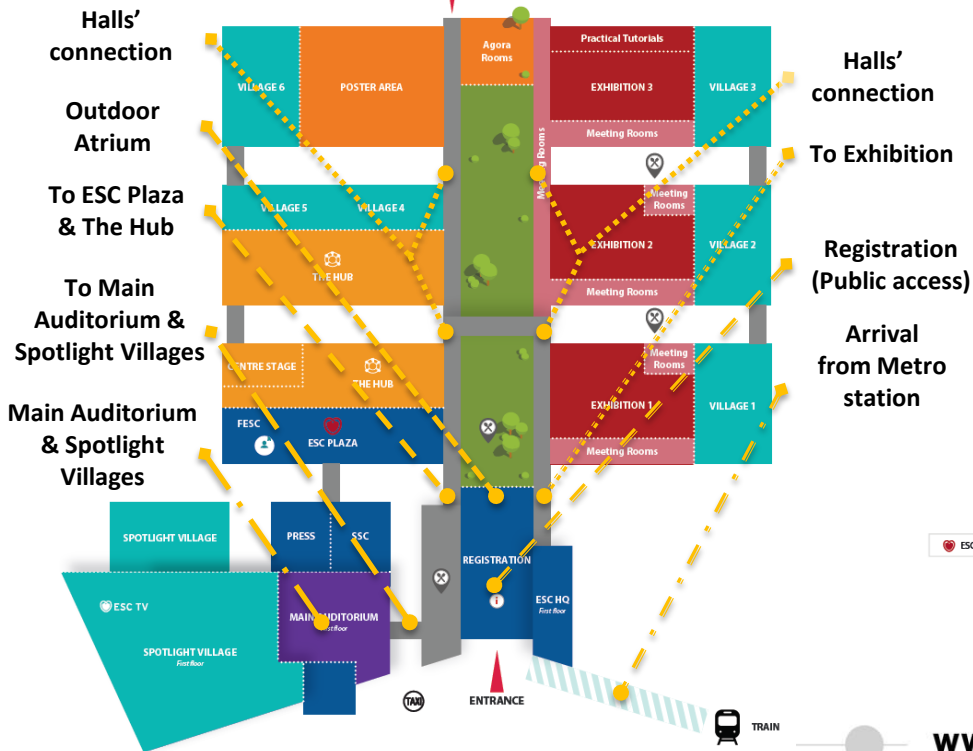 Halls'
connection
Outdoor
Atrium
To ESC Plaza
& The Hub
To Main
Auditorium &
Spotlight Villages
Main Auditorium
& Spotlight
Villages
VILLAGE 6
POSTER AREA
Agora
Rooms
Practical Tutorials
EXHIBITION 3
Meeting Rooms
VILLAGE 3
Meeting Rooms
VILLAGE 5
VILLAGE 4
THE HUB
Meeting
Rooms
EXHIBITION 2
Meeting Rooms
VILLAGE 2
CENTRE STAGE
THE HUB
FESC
ESC PLAZA
Meeting
Rooms
EXHIBITION 1
Meeting Rooms
VILLAGE 1
SPOTLIGHT VILLAGE
PRESS
SSC
REGISTRATION
i
ESC HQ
First floor
ESC TV
MAIN AUDITORIUM
First floor
SPOTLIGHT VILLAGE
First floor
TAXI
ENTRANCE
TRAIN
Halls'
connection
To Exhibition
Registration
(Public access)
Arrival
from Metro
station
ESC